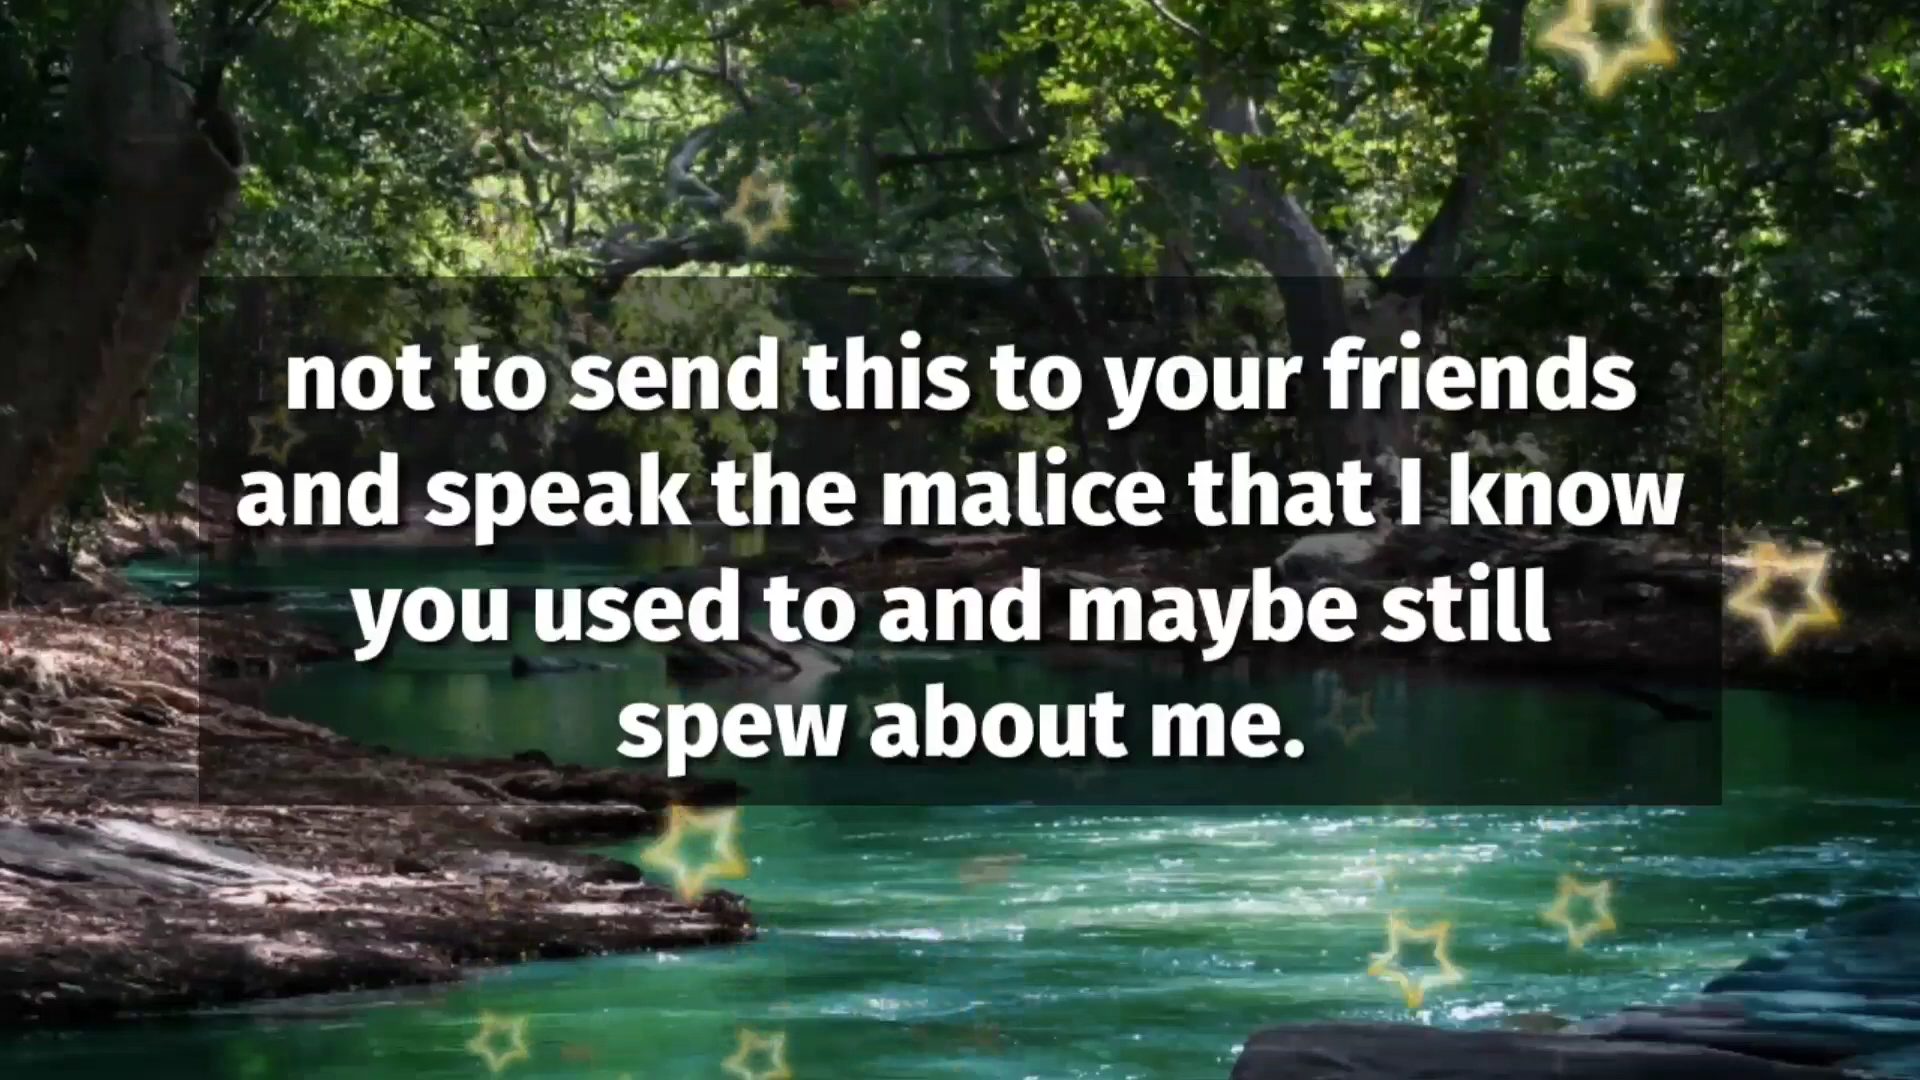 not to send this to your friends
and speak the malice that I know
you used to and maybe still
spew about me.